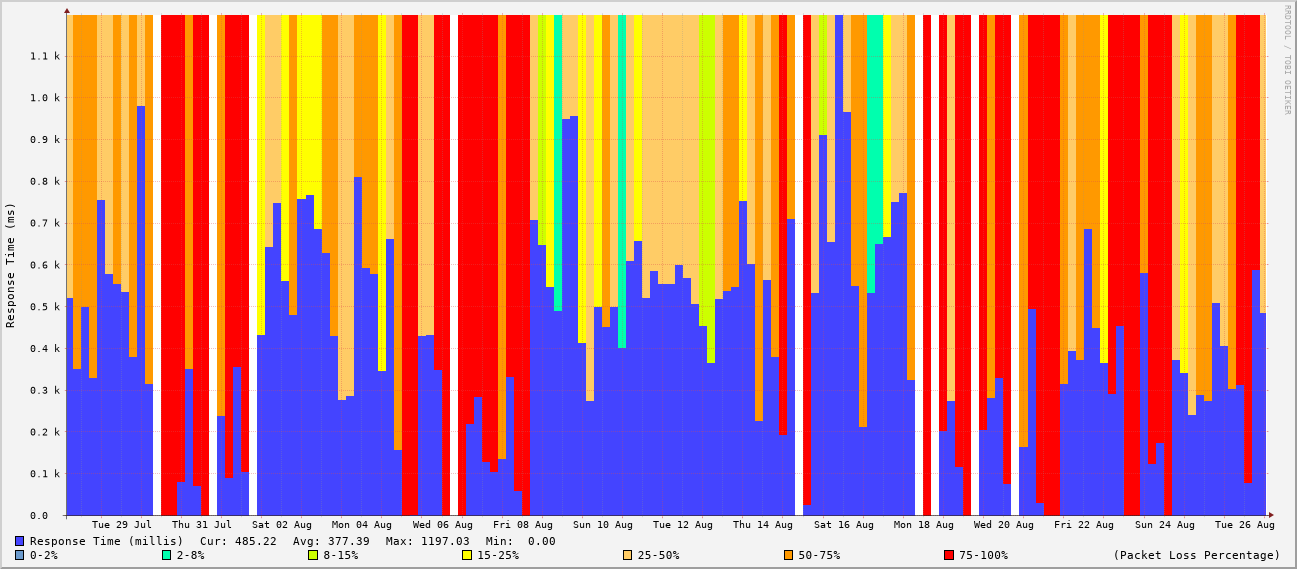 RRDTOOL / TOBI OETIKER
Response Time (ms)
1.1 k
1.0 k
0.9 k
0.8 k
0.7 k
0.6 k
0.5 k
0.4 k
0.3 k
0.2 k
0.1 k
0.0
Tue 29 Jul Thu 31 Jul Sat 02 Aug Mon 04 Aug Wed 06 Aug Fri 08 Aug Sun 10 Aug Tue 12 Aug Thu 14 Aug Sat 16 Aug Mon 18 Aug Wed 20 Aug Fri 22 Aug Sun 24 Aug Tue 26 Aug
Response Time (millis) Cur: 485.22 Avg: 377.39 Max: 1197.03 Min: 0.00
0-2% 2-8% 8-15% 15-25% 25-50% 50-75% 75-100% (Packet Loss Percentage)